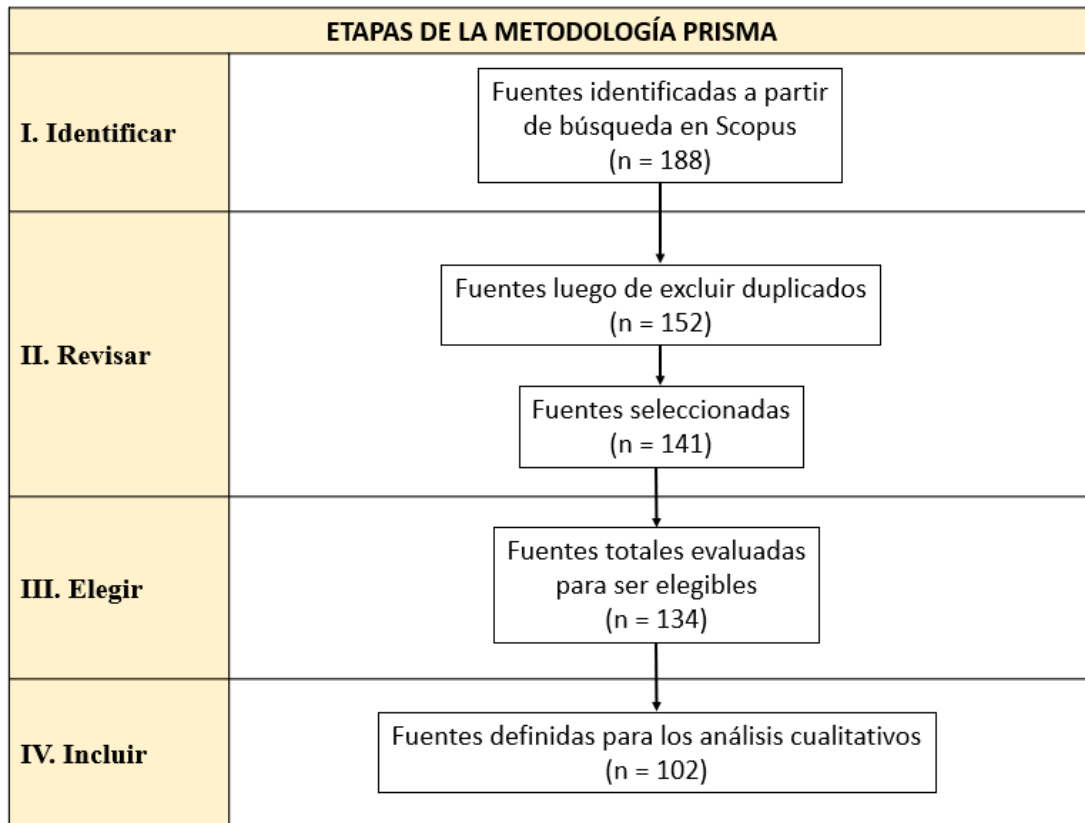 ETAPAS DE LA METODOLOGÍA PRISMA
I. Identificar
Fuentes identificadas a partir
de búsqueda en Scopus
(n = 188)
II. Revisar
Fuentes luego de excluir duplicados
(n = 152)
Fuentes seleccionadas
(n = 141)
III. Elegir
Fuentes totales evaluadas
para ser elegibles
(n = 134)
IV. Incluir
Fuentes definidas para los análisis cualitativos
(n = 102)